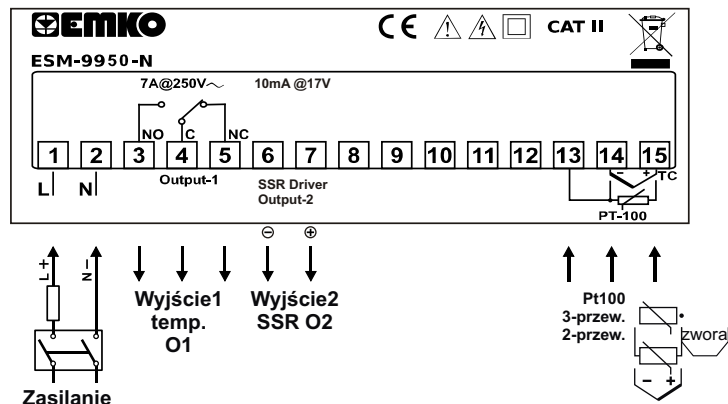 EMKO
CE CAT II
ESM-9950-N
7A@250V~ 10mA @17V
NO C NC
1 2 3 4 5 6 7 8 9 10 11 12 13 14 15
L N Output-1 SSR Driver
Output-2
- + TC
PT-100
⊖ ⊕
L+ N−
Wyjście1
temp.
O1
Wyjście2
SSR O2
Pt100
3-przew.
2-przew.
zwora
- +
Zasilanie